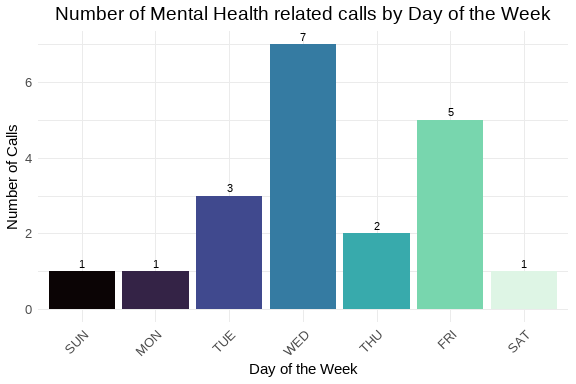 Number of Mental Health related calls by Day of the Week
7
6
5
Number of Calls
4
3
2
2
1
1
1
0
SUN
MON
TUE
WED
THU
FRI
SAT
Day of the Week